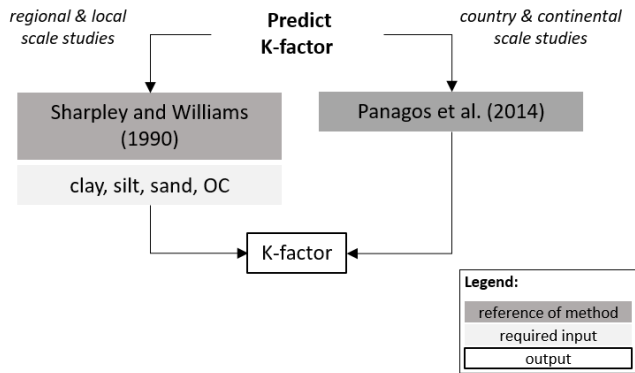 regional & local
scale studies
Predict
K-factor
country & continental
scale studies
Sharpley and Williams
(1990)
Panagos et al. (2014)
clay, silt, sand, OC
K-factor
Legend:
reference of method
required input
output